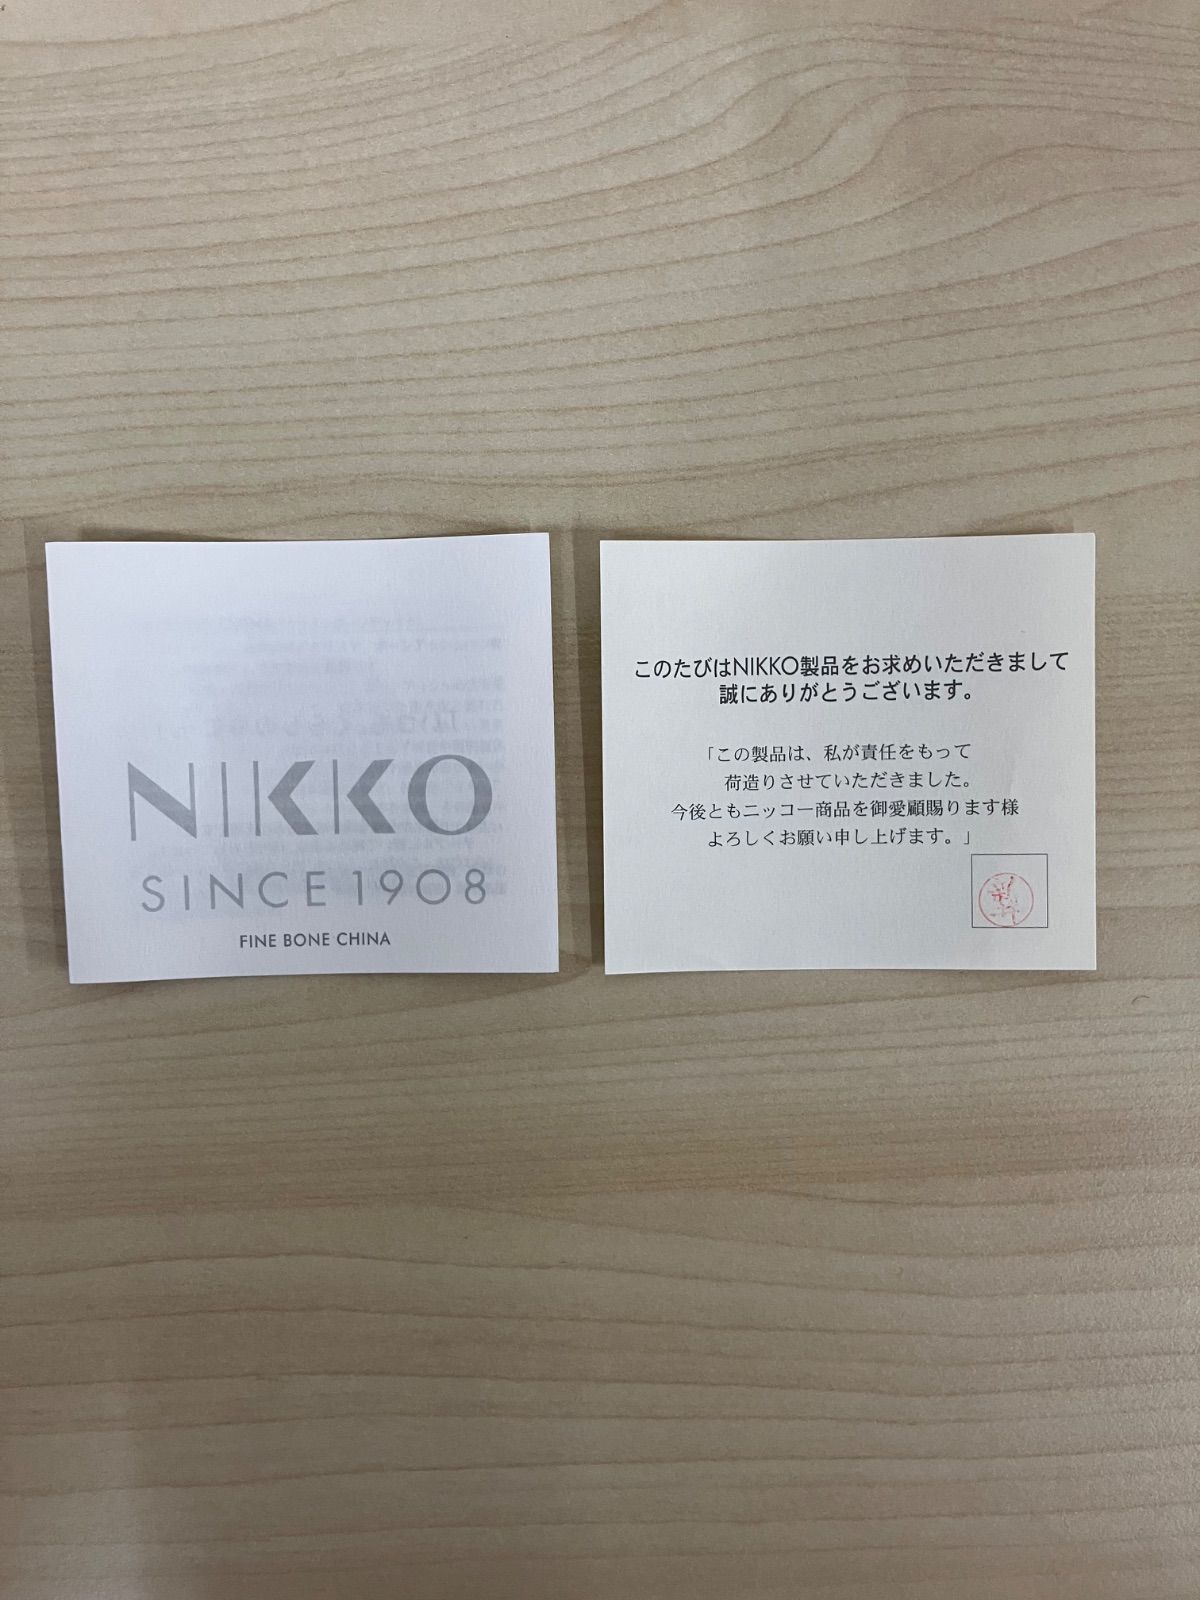 NIKKO
SINCE 1908
FINE BONE CHINA
このたびはNIKKO製品をお求めいただきまして
誠にありがとうございます。
「この製品は、私が責任をもって
荷造りさせていただきました。
今後ともニッコー商品を御愛顧賜ります様
よろしくお願い申し上げます。」